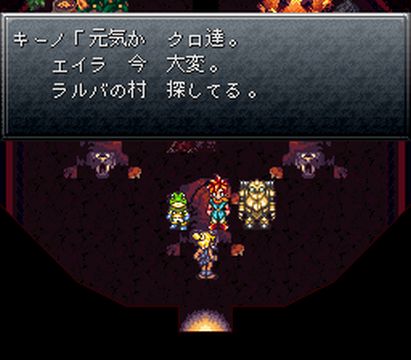 キーノ「元気か クロ達。
エイラ 今 大変。
ラルバの村 探してる。